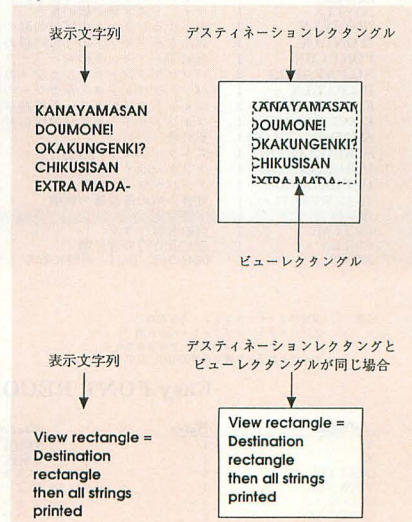 表示文字列
デスティネーションレクタングル
KANAYAMASAN
DOUMONE!
OKAKUNGENKI?
CHIKUSISAN
EXTRA MADA-
KANAYAMASAN
DOUMONE!
OKAKUNGENKI?
CHIKUSISAN
EXTRA MADA-
ビューレクタングル
表示文字列
デスティネーションレクタングと
ビューレクタングルが同じ場合
View rectangle =
Destination
rectangle
then all strings
printed
View rectangle =
Destination
rectangle
then all strings
printed